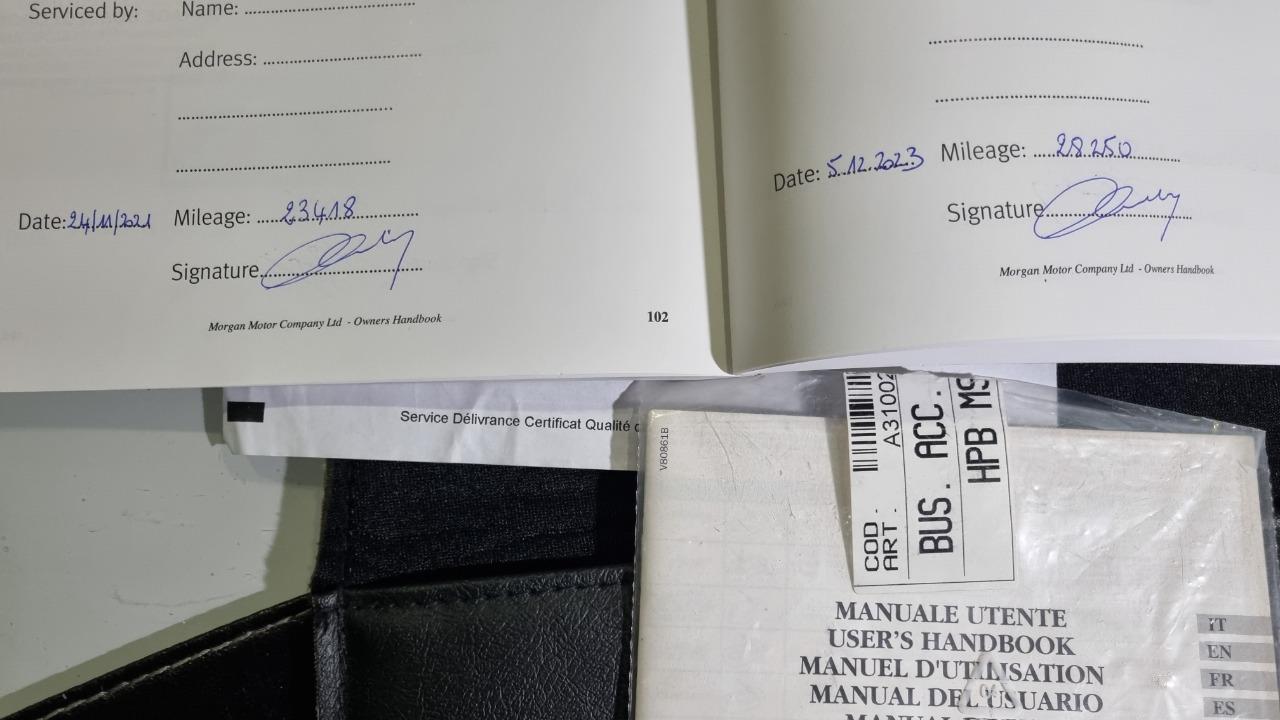 Serviced by: Name: ........................................
Address: .....................................
..................................................
..................................................
Date: 24/11/2021 Mileage: ....23418............
Signature......................................
Morgan Motor Company Ltd - Owners Handbook
102
..................................................
..................................................
Date: 5.12.2023 Mileage: ....28250............
Signature......................................
Morgan Motor Company Ltd - Owners Handbook
Service Délivrance Certificat Qualité
V80861B
COD.
ART. A31002
BUS. ACC.
HPB MS
MANUALE UTENTE
USER'S HANDBOOK
MANUEL D'UTILISATION
MANUAL DEL USUARIO
IT
EN
FR
ES